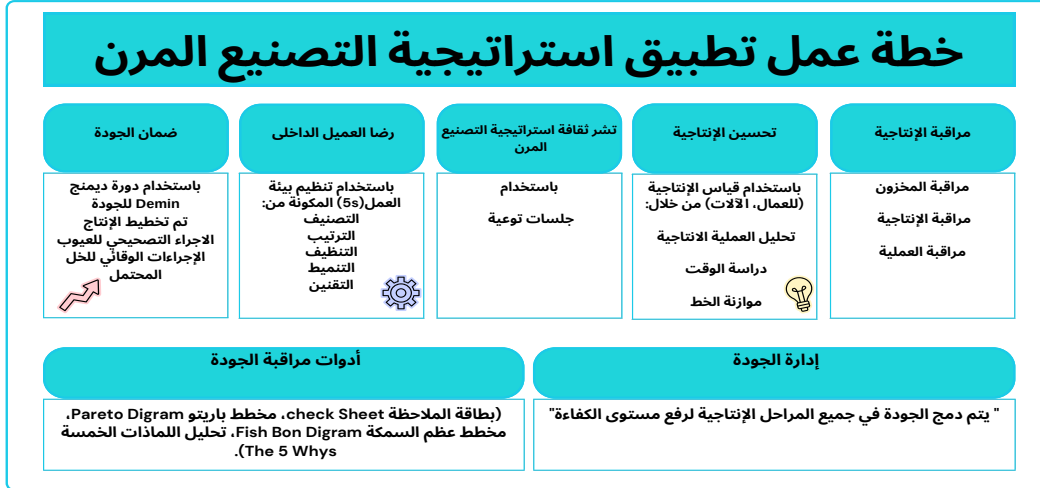 خطة عمل تطبيق استراتيجية التصنيع المرن
مراقبة الإنتاجية
مراقبة المخزون
مراقبة الإنتاجية
مراقبة العملية
تحسين الإنتاجية
باستخدام قياس الإنتاجية
(للعمال، الآلات) من خلال:
تحليل العملية الانتاجية
دراسة الوقت
موازنة الخط
تشر ثقافة استراتيجية التصنيع
المرن
باستخدام
جلسات توعية
رضا العميل الداخلى
باستخدام تنظيم بيئة
العمل(5s) المكونة من:
التصنيف
الترتيب
التنظيف
التنميط
التقنين
ضمان الجودة
باستخدام دورة ديمنج
Demin للجودة
تم تخطيط الإنتاج
الاجراء التصحيحي للعيوب
الإجراءات الوقائي للخل
المحتمل
إدارة الجودة
" يتم دمج الجودة في جميع المراحل الإنتاجية لرفع مستوى الكفاءة"
أدوات مراقبة الجودة
(بطاقة الملاحظة check Sheet، مخطط باريتو Pareto Digram،
مخطط عظم السمكة Fish Bon Digram، تحليل اللماذات الخمسة
The 5 Whys).